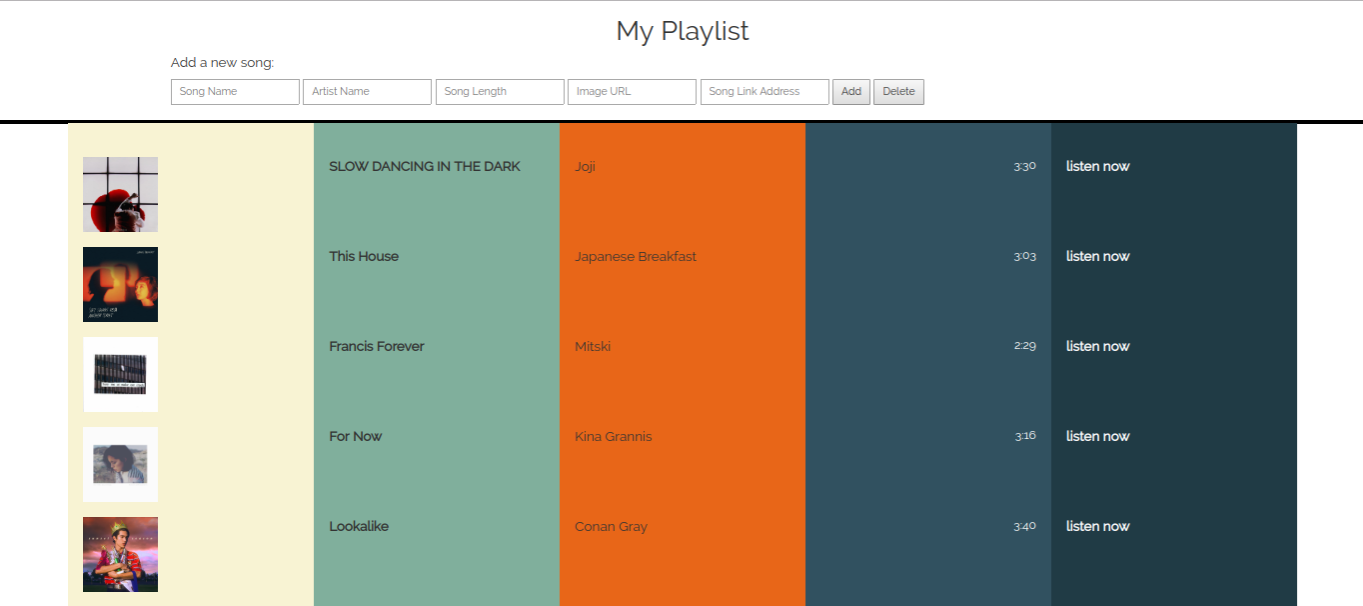 My Playlist
Add a new song:
Song Name Artist Name Song Length Image URL Song Link Address Add Delete
SLOW DANCING IN THE DARK Joji 3:30 listen now
This House Japanese Breakfast 3:03 listen now
Francis Forever Mitski 2:29 listen now
For Now Kina Grannis 3:16 listen now
Lookalike Conan Gray 3:40 listen now